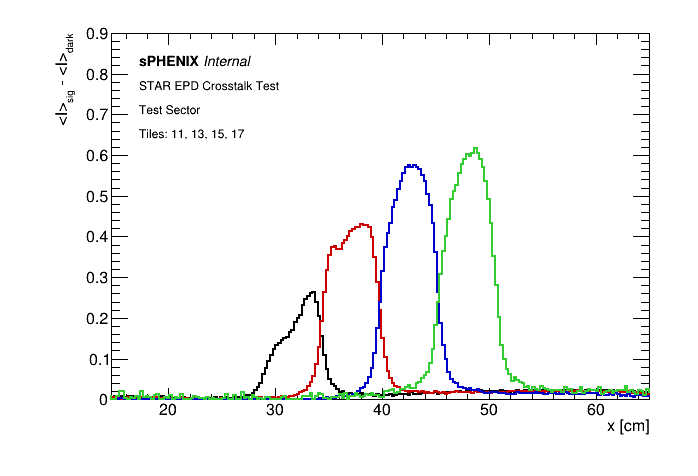 0.9
0.8
0.7
0.6
0.5
0.4
0.3
0.2
0.1
0
<I>sig - <I>dark
sPHENIX Internal
STAR EPD Crosstalk Test
Test Sector
Tiles: 11, 13, 15, 17
20 30 40 50 60
x [cm]